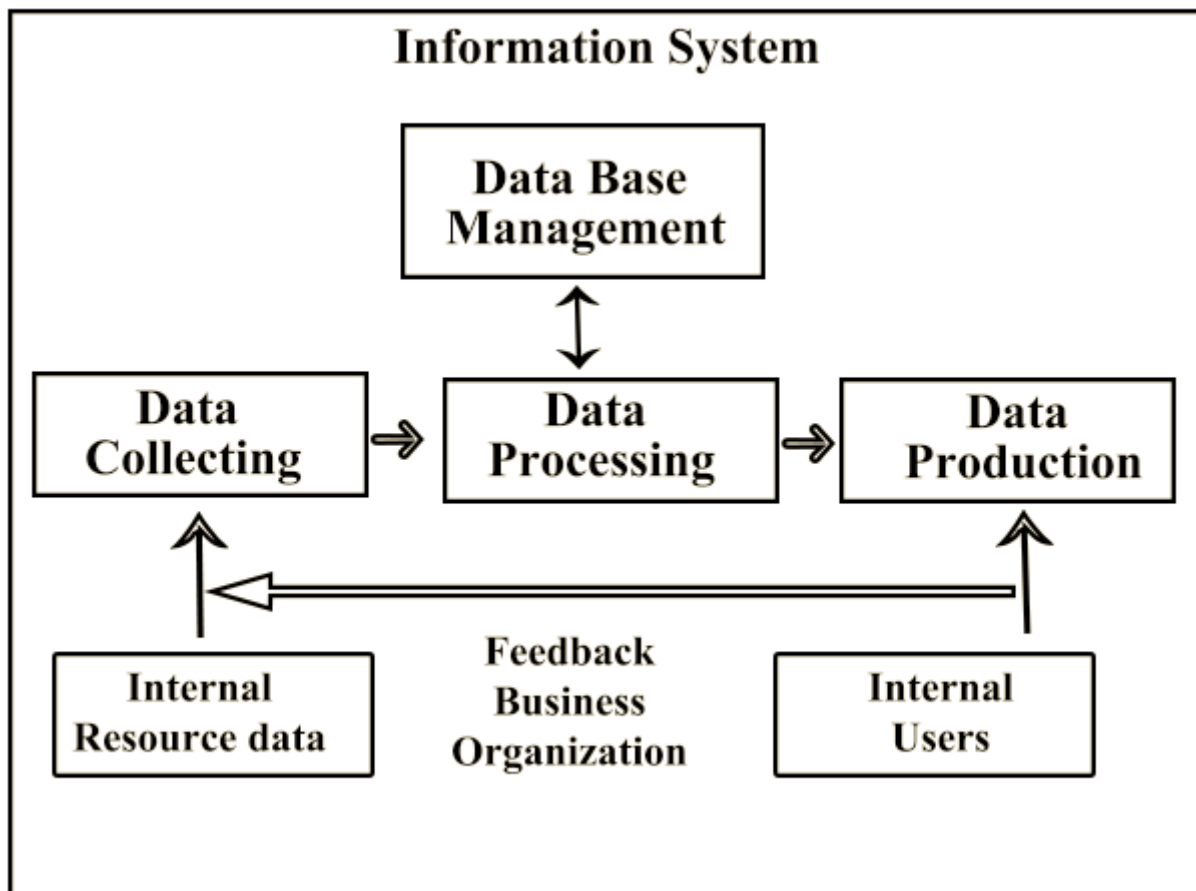 Information System
Data Base
Management
Data
Collecting
Data
Processing
Data
Production
Internal
Resource data
Feedback
Business
Organization
Internal
Users